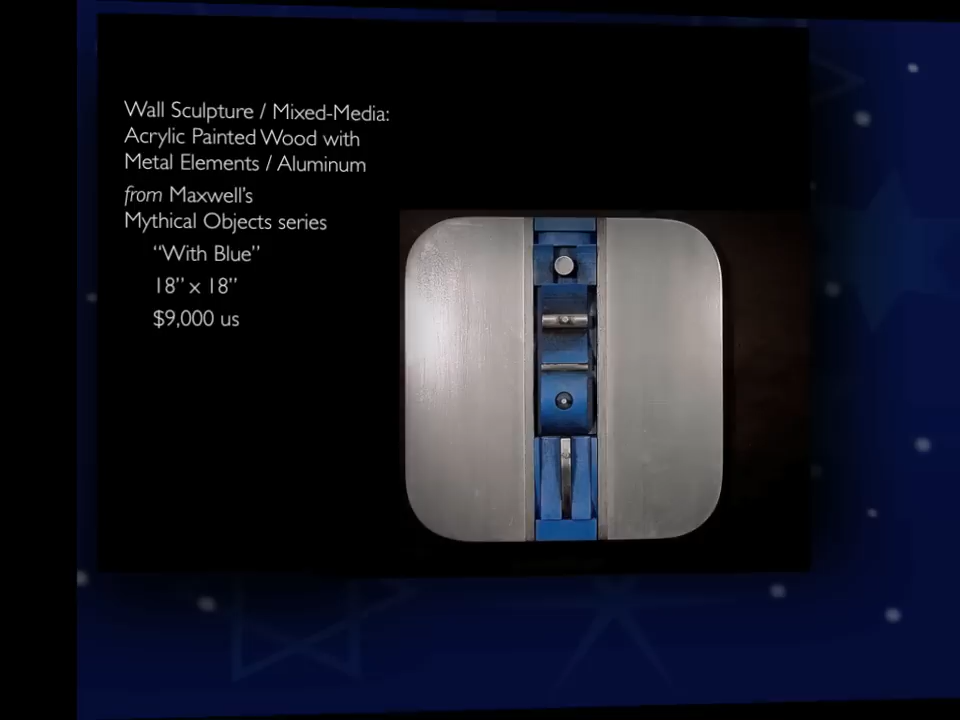 Wall Sculpture / Mixed-Media:
Acrylic Painted Wood with
Metal Elements / Aluminum
from Maxwell's
Mythical Objects series
"With Blue"
18" x 18"
$9,000 us